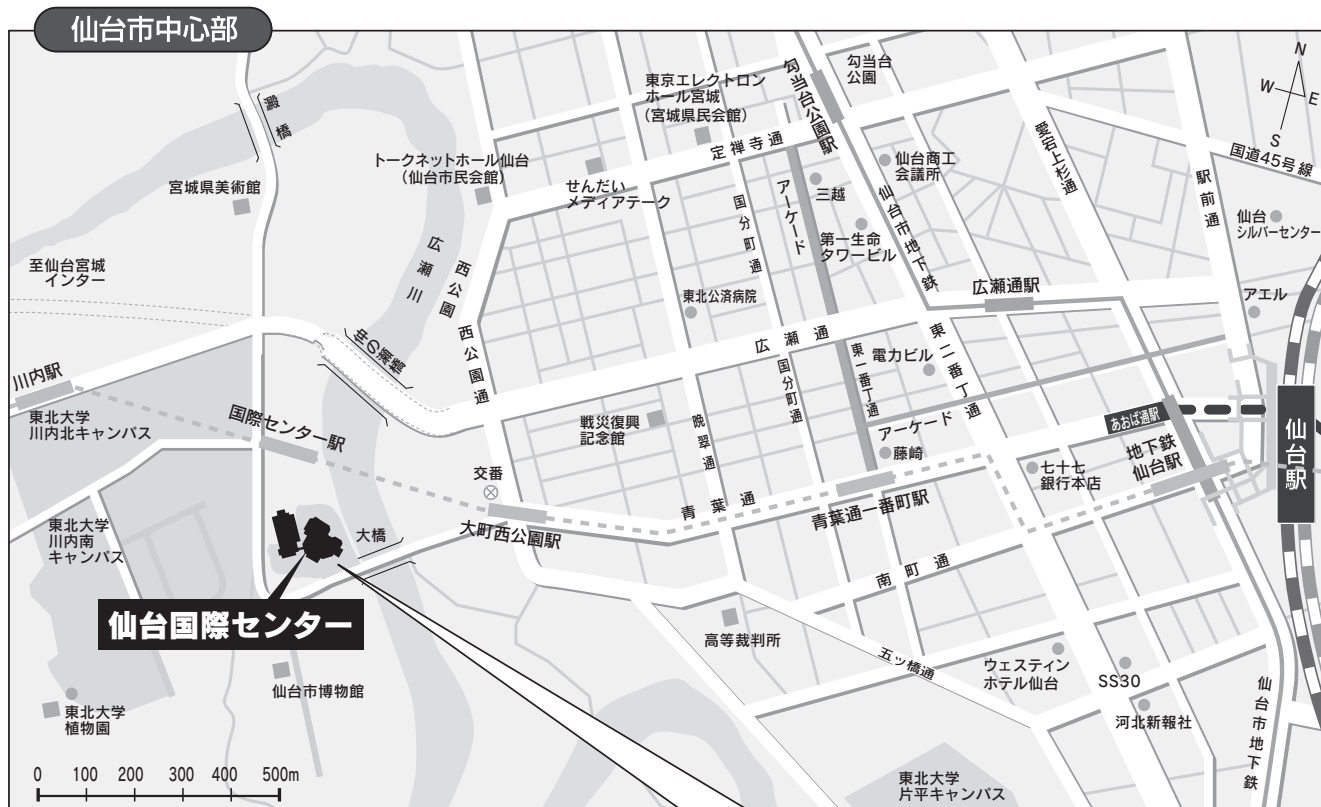 仙台市中心部
N
W
E
S
澱橋
宮城県美術館
至仙台宮城
インター
トークネットホール仙台
(仙台市民会館)
東京エレクトロン
ホール宮城
(宮城県民会館)
せんだい
メディアテーク
定禅寺通
勾当台公園駅
勾当台
公園
仙台商工
会議所
三越
アーケード
国分町通
第一生命
タワービル
仙台市地下鉄
愛宕上杉通
国道45号線
駅前通
仙台
シルバーセンター
アエル
広瀬川
西公園
西公園通
東北公済病院
広瀬通駅
広瀬通
仲の瀬橋
川内駅
東北大学
川内北キャンパス
国際センター駅
戦災復興
記念館
晩翠通
国分町通
東一番丁通
電力ビル
東二番丁通
アーケード
藤崎
あおば通駅
地下鉄
仙台駅
仙台駅
七十七
銀行本店
交番
大町西公園駅
青葉通
青葉通一番町駅
南町通
大橋
東北大学
川内南
キャンパス
仙台国際センター
仙台市博物館
東北大学
植物園
高等裁判所
五ッ橋通
ウェスティン
ホテル仙台
SS30
河北新報社
仙台市地下鉄
東北大学
片平キャンパス
0 100 200 300 400 500m